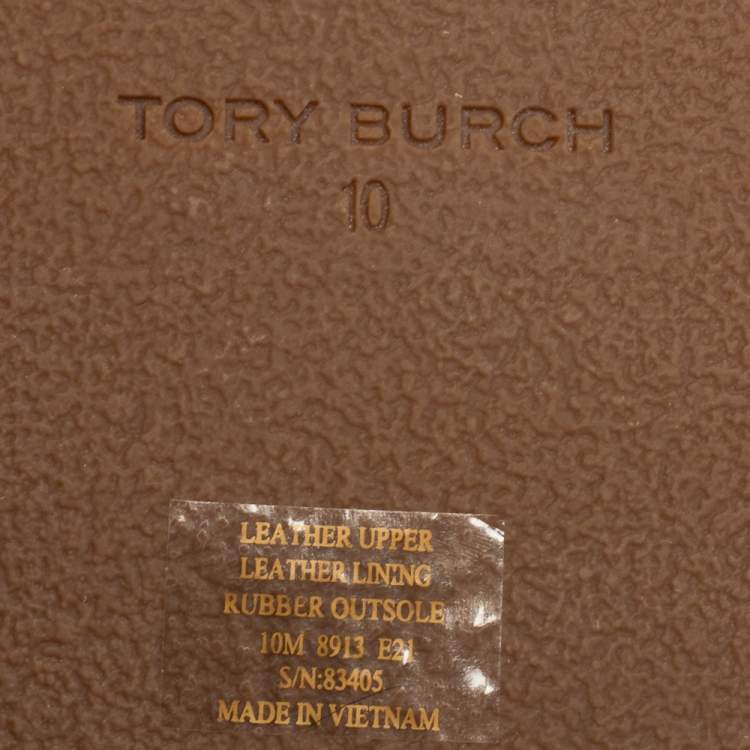 TORY BURCH
10
LEATHER UPPER
LEATHER LINING
RUBBER OUTSOLE
10M 8913 E21
S/N:83405
MADE IN VIETNAM